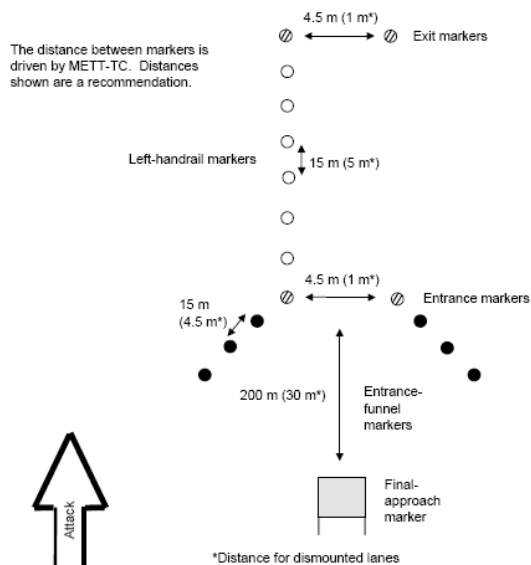 4.5 m (1 m*)
Exit markers
The distance between markers is
driven by METT-TC. Distances
shown are a recommendation.
Left-handrail markers
15 m (5 m*)
4.5 m (1 m*)
Entrance markers
15 m
(4.5 m*)
200 m (30 m*)
Entrance-
funnel
markers
Final-
approach
marker
Attack
*Distance for dismounted lanes